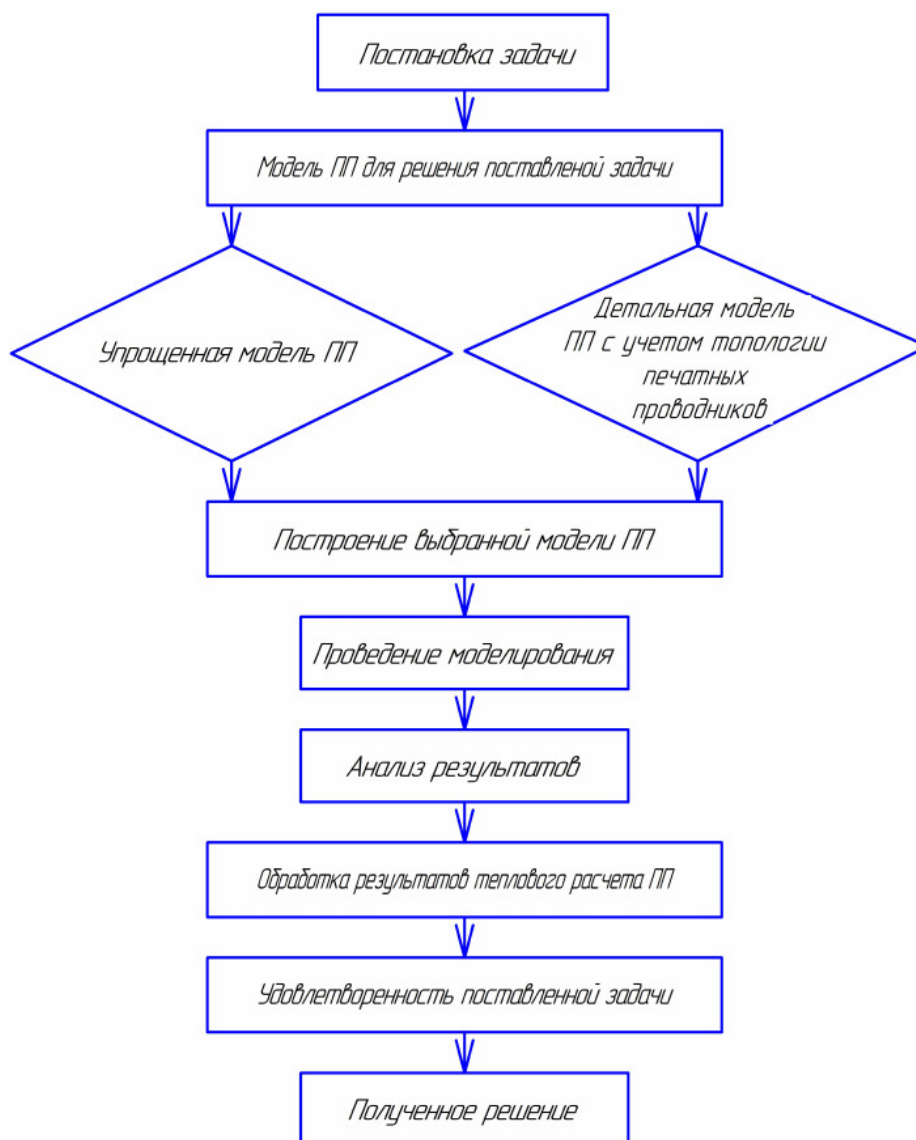 Постановка задачи
Модель ПП для решения поставленой задачи
Упрощенная модель ПП
Детальная модель
ПП с учетом топологии
печатных
проводников
Построение выбранной модели ПП
Проведение моделирования
Анализ результатов
Обработка результатов теплового расчета ПП
Удовлетворенность поставленной задачи
Полученное решение